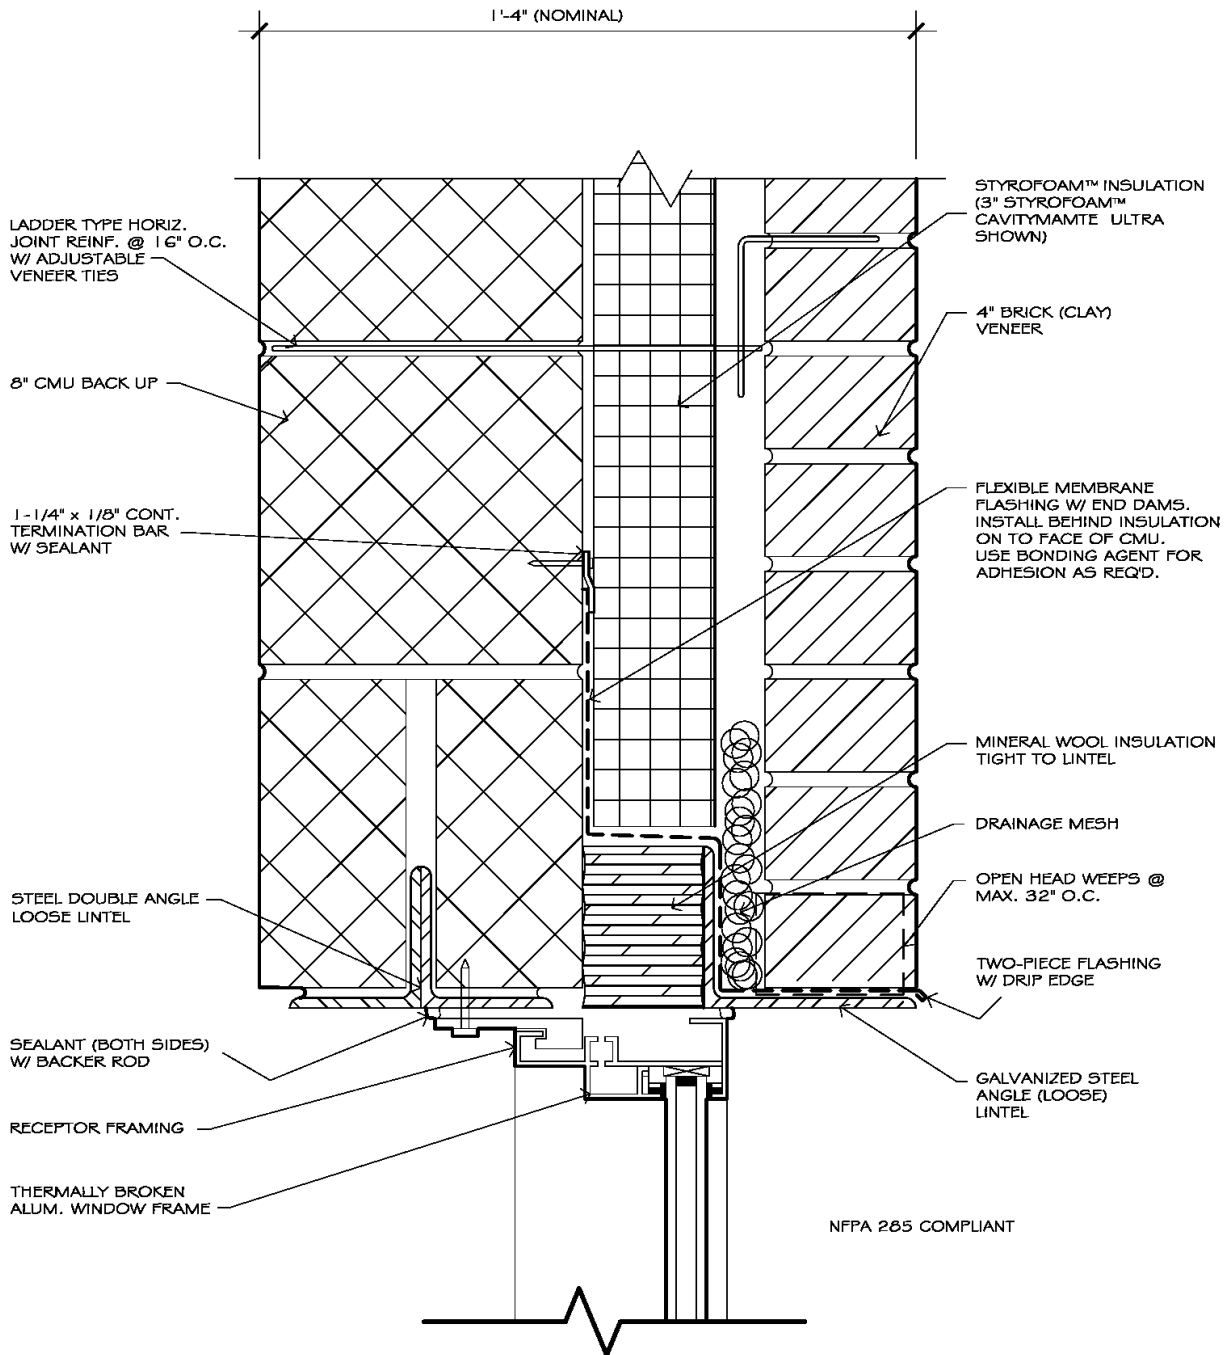 1'-4" (NOMINAL)
LADDER TYPE HORIZ.
JOINT REINF. @ 16" O.C.
W/ ADJUSTABLE
VENEER TIES
8" CMU BACK UP
1-1/4" x 1/8" CONT.
TERMINATION BAR
W/ SEALANT
STEEL DOUBLE ANGLE
LOOSE LINTEL
SEALANT (BOTH SIDES)
W/ BACKER ROD
RECEPTOR FRAMING
THERMALLY BROKEN
ALUM. WINDOW FRAME
STYROFOAM™ INSULATION
(3" STYROFOAM™
CAVITYMAMTE ULTRA
SHOWN)
4" BRICK (CLAY)
VENEER
FLEXIBLE MEMBRANE
FLASHING W/ END DAMS.
INSTALL BEHIND INSULATION
ON TO FACE OF CMU.
USE BONDING AGENT FOR
ADHESION AS REQ'D.
MINERAL WOOL INSULATION
TIGHT TO LINTEL
DRAINAGE MESH
OPEN HEAD WEEPS @
MAX. 32" O.C.
TWO-PIECE FLASHING
W/ DRIP EDGE
GALVANIZED STEEL
ANGLE (LOOSE)
LINTEL
NFPA 285 COMPLIANT